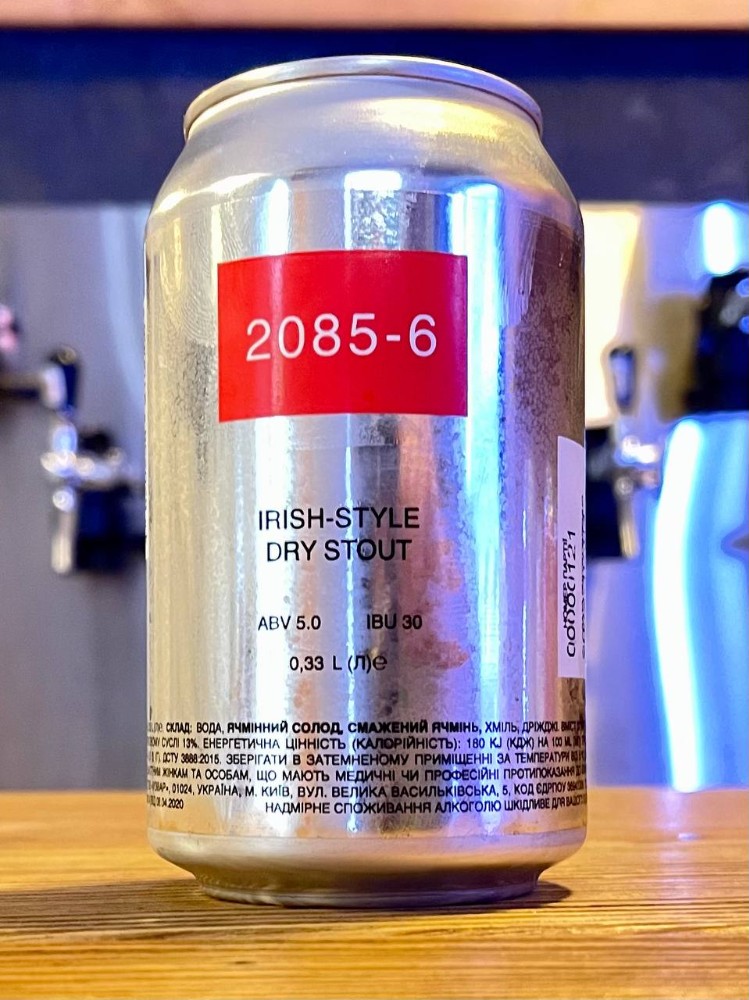 2085-6
IRISH-STYLE
DRY STOUT
ABV 5.0 IBU 30
0,33 L (Л)℮
СКЛАД: ВОДА, ЯЧМІННИЙ СОЛОД, СМАЖЕНИЙ ЯЧМІНЬ, ХМІЛЬ, ДРІЖДЖІ.
СУСЛІ 13%. ЕНЕРГЕТИЧНА ЦІННІСТЬ (КАЛОРІЙНІСТЬ): 180 KJ (КДЖ) НА 100 ML
ДСТУ 3888:2015. ЗБЕРІГАТИ В ЗАТЕМНЕНОМУ ПРИМІЩЕННІ ЗА ТЕМПЕРАТУРИ
ЖІНКАМ ТА ОСОБАМ, ЩО МАЮТЬ МЕДИЧНІ ЧИ ПРОФЕСІЙНІ ПРОТИПОКАЗАННЯ
01024, УКРАЇНА, М. КИЇВ, ВУЛ. ВЕЛИКА ВАСИЛЬКІВСЬКА, 5, КОД ЄДРПОУ
.04.2020 НАДМІРНЕ СПОЖИВАННЯ АЛКОГОЛЮ ШКІДЛИВЕ ДЛЯ